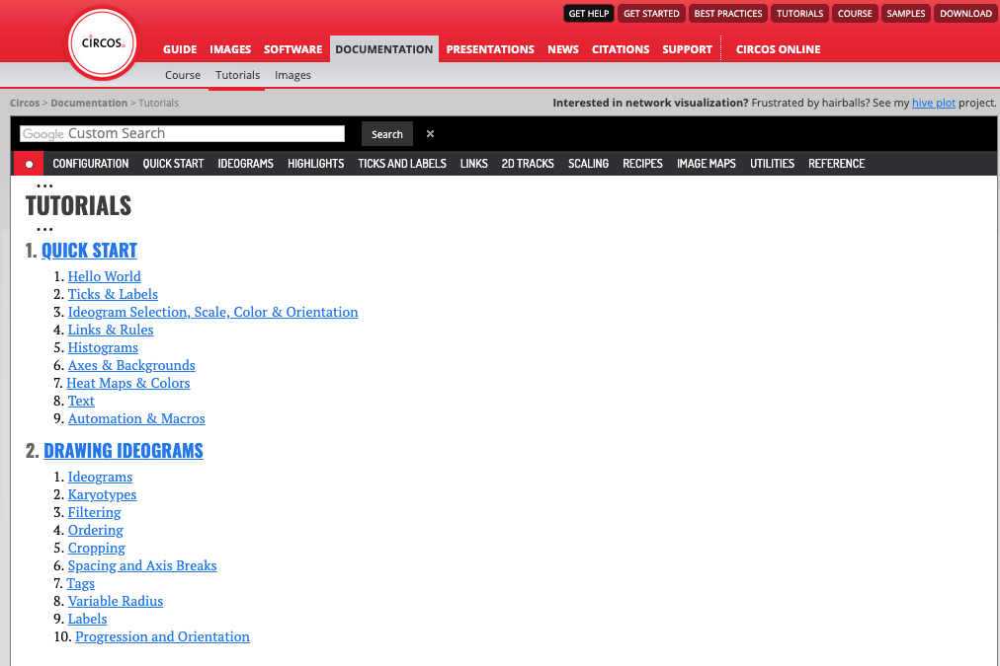 GET HELP GET STARTED BEST PRACTICES TUTORIALS COURSE SAMPLES DOWNLOAD
CIRCOS.
GUIDE IMAGES SOFTWARE DOCUMENTATION PRESENTATIONS NEWS CITATIONS SUPPORT CIRCOS ONLINE
Course Tutorials Images
Circos > Documentation > Tutorials
Interested in network visualization? Frustrated by hairballs? See my hive plot project.
Google Custom Search Search ×
CONFIGURATION QUICK START IDEOGRAMS HIGHLIGHTS TICKS AND LABELS LINKS 2D TRACKS SCALING RECIPES IMAGE MAPS UTILITIES REFERENCE
...
TUTORIALS
...
1. QUICK START
1. Hello World
2. Ticks & Labels
3. Ideogram Selection, Scale, Color & Orientation
4. Links & Rules
5. Histograms
6. Axes & Backgrounds
7. Heat Maps & Colors
8. Text
9. Automation & Macros
2. DRAWING IDEOGRAMS
1. Ideograms
2. Karyotypes
3. Filtering
4. Ordering
5. Cropping
6. Spacing and Axis Breaks
7. Tags
8. Variable Radius
9. Labels
10. Progression and Orientation